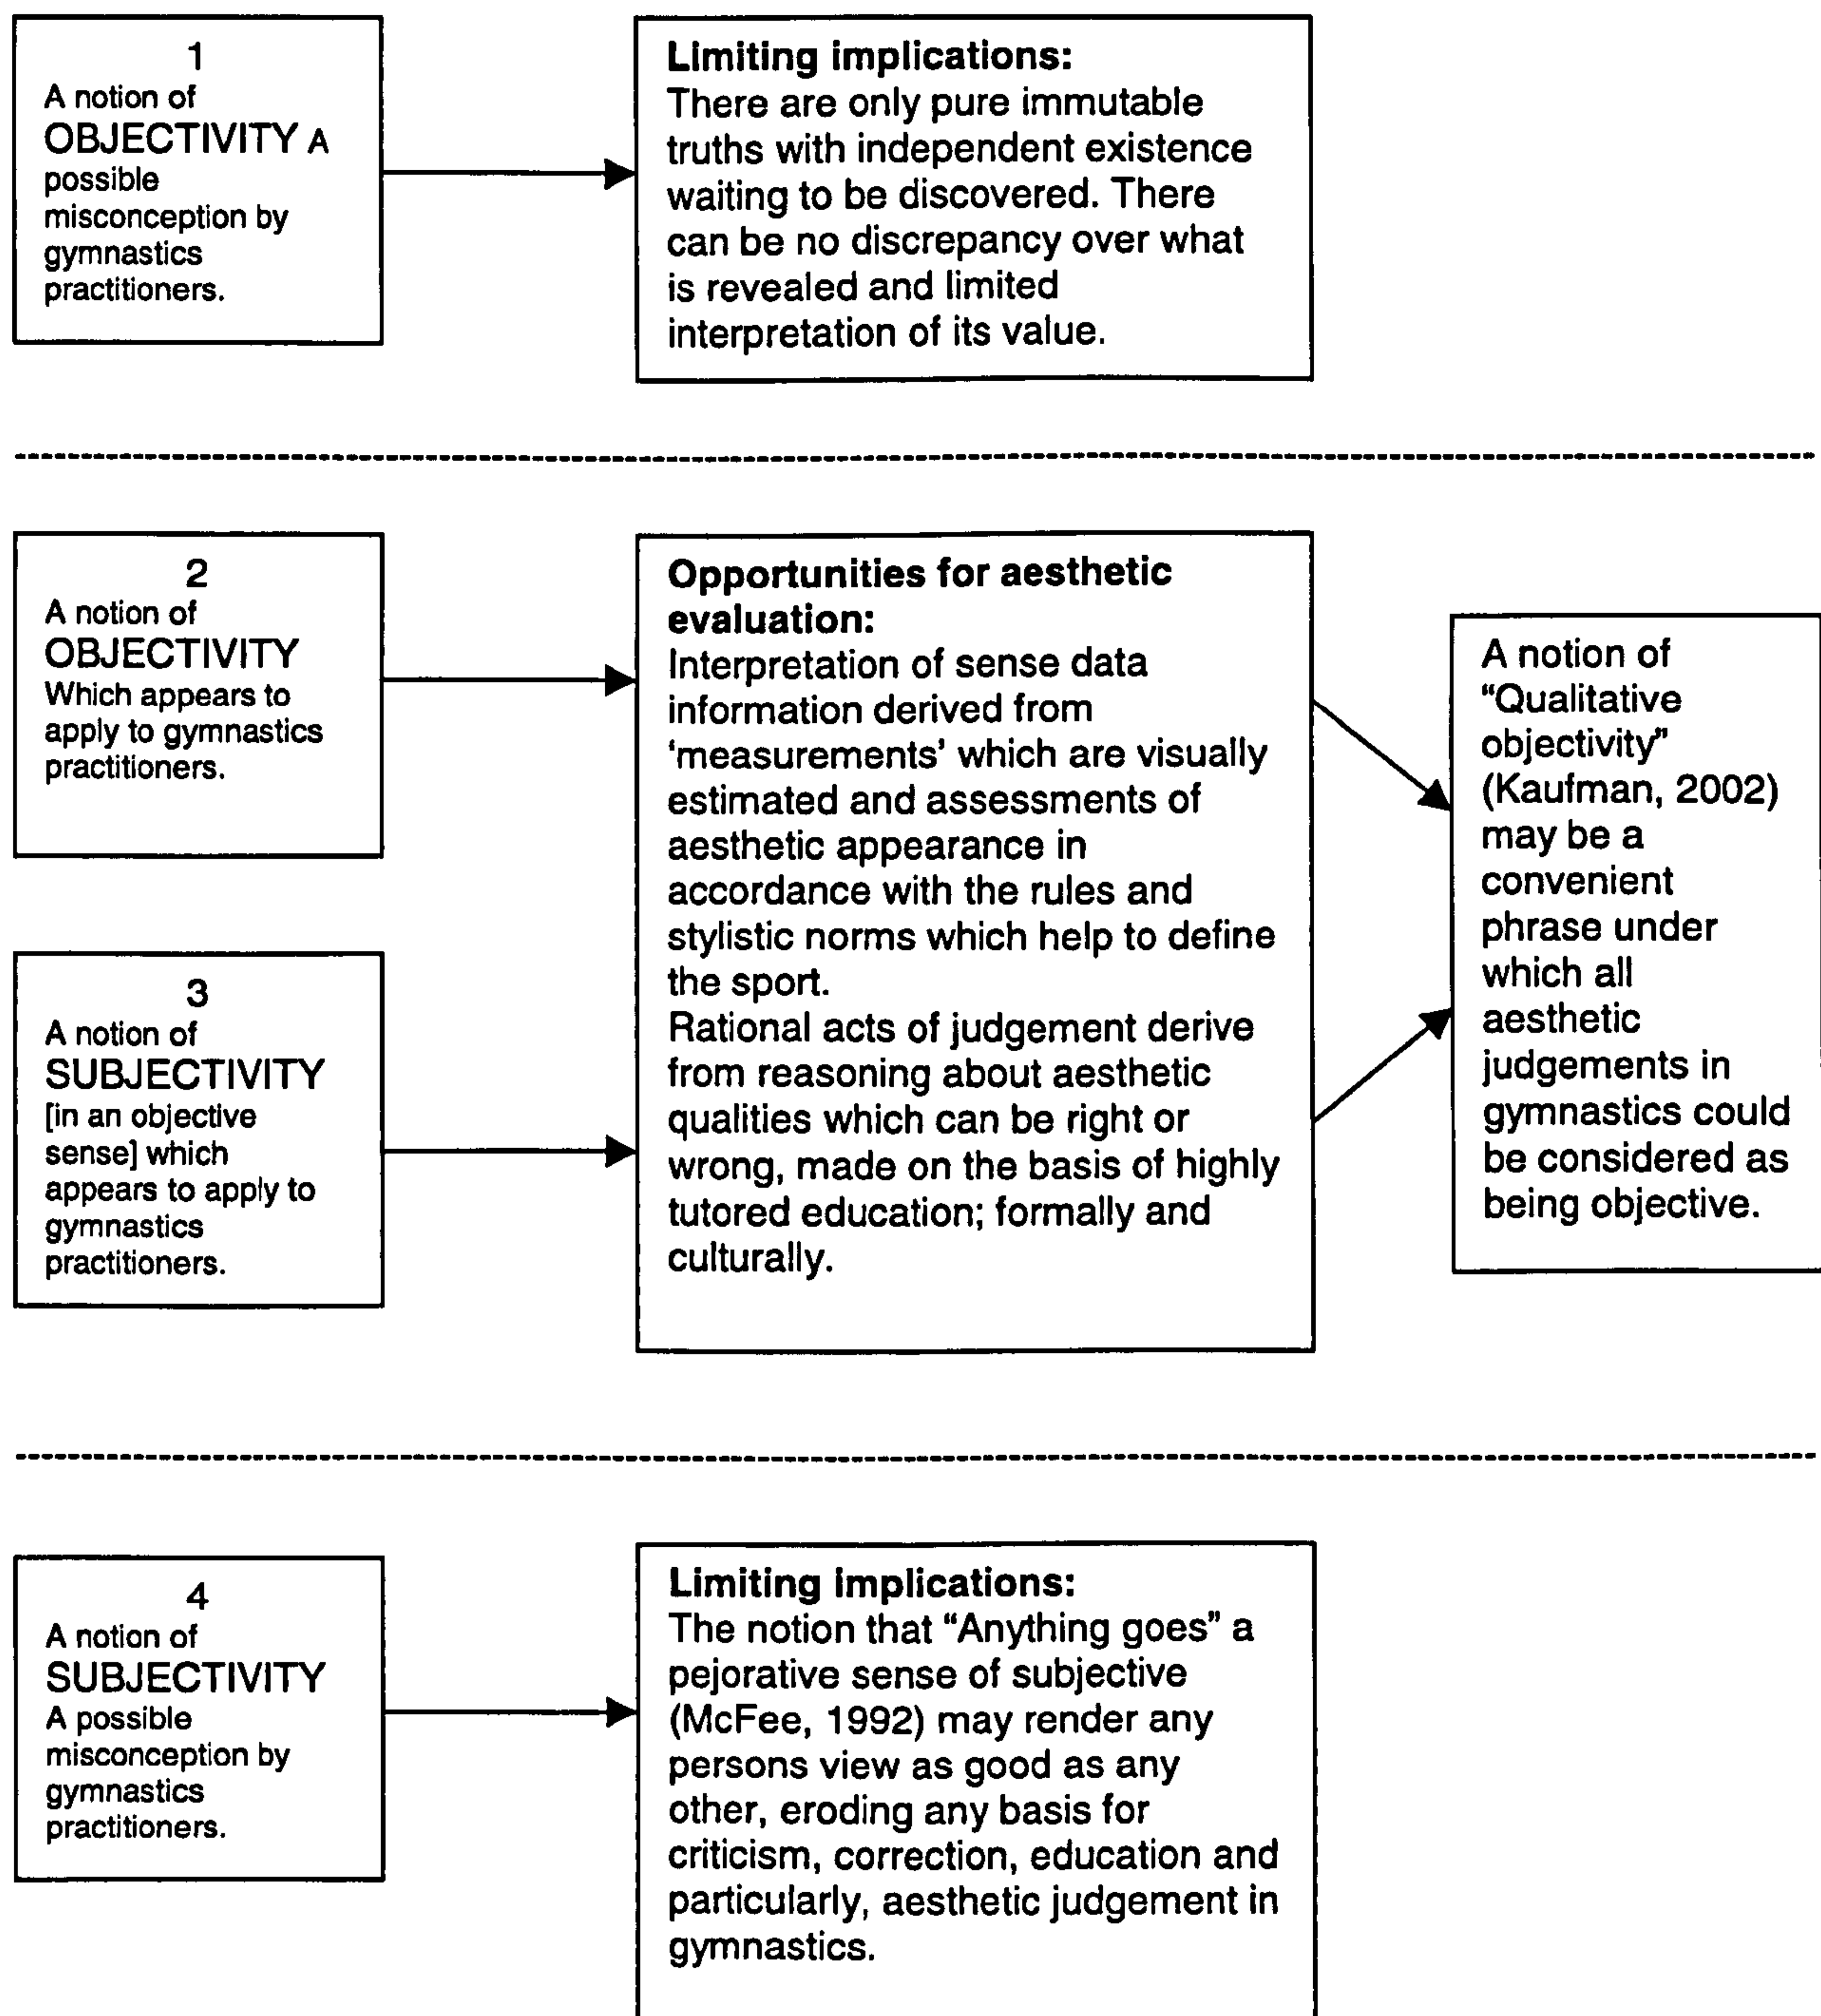 1
A notion of
OBJECTIVITY A
possible
misconception by
gymnastics
practitioners.
Limiting implications:
There are only pure immutable
truths with independent existence
waiting to be discovered. There
can be no discrepancy over what
is revealed and limited
interpretation of its value.
2
A notion of
OBJECTIVITY
Which appears to
apply to gymnastics
practitioners.
3
A notion of
SUBJECTIVITY
[in an objective
sense] which
appears to apply to
gymnastics
practitioners.
Opportunities for aesthetic
evaluation:
Interpretation of sense data
information derived from
‘measurements’ which are visually
estimated and assessments of
aesthetic appearance in
accordance with the rules and
stylistic norms which help to define
the sport.
Rational acts of judgement derive
from reasoning about aesthetic
qualities which can be right or
wrong, made on the basis of highly
tutored education; formally and
culturally.
A notion of
“Qualitative
objectivity”
(Kaufman, 2002)
may be a
convenient
phrase under
which all
aesthetic
judgements in
gymnastics could
be considered as
being objective.
4
A notion of
SUBJECTIVITY
A possible
misconception by
gymnastics
practitioners.
Limiting implications:
The notion that “Anything goes” a
pejorative sense of subjective
(McFee, 1992) may render any
persons view as good as any
other, eroding any basis for
criticism, correction, education and
particularly, aesthetic judgement in
gymnastics.